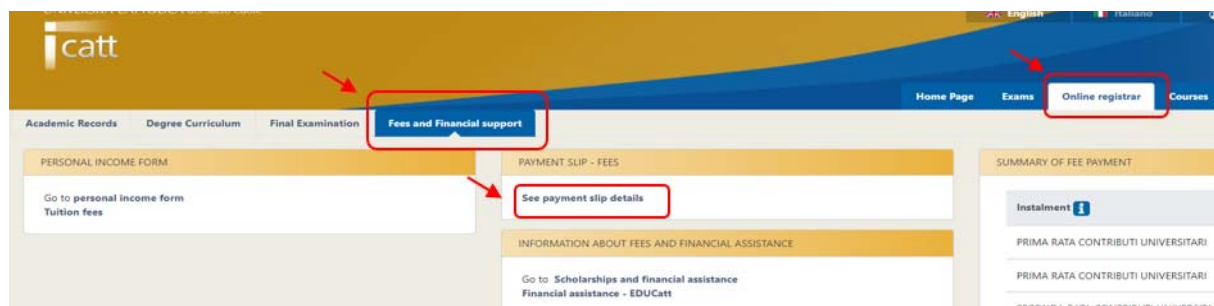 English Italiano
icatt
Home Page Exams Online registrar Courses
Academic Records Degree Curriculum Final Examination Fees and Financial support
PERSONAL INCOME FORM
Go to personal income form
Tuition fees
PAYMENT SLIP - FEES
See payment slip details
INFORMATION ABOUT FEES AND FINANCIAL ASSISTANCE
Go to Scholarships and financial assistance
Financial assistance - EDUCatt
SUMMARY OF FEE PAYMENT
Instalment i
PRIMA RATA CONTRIBUTI UNIVERSITARI
PRIMA RATA CONTRIBUTI UNIVERSITARI